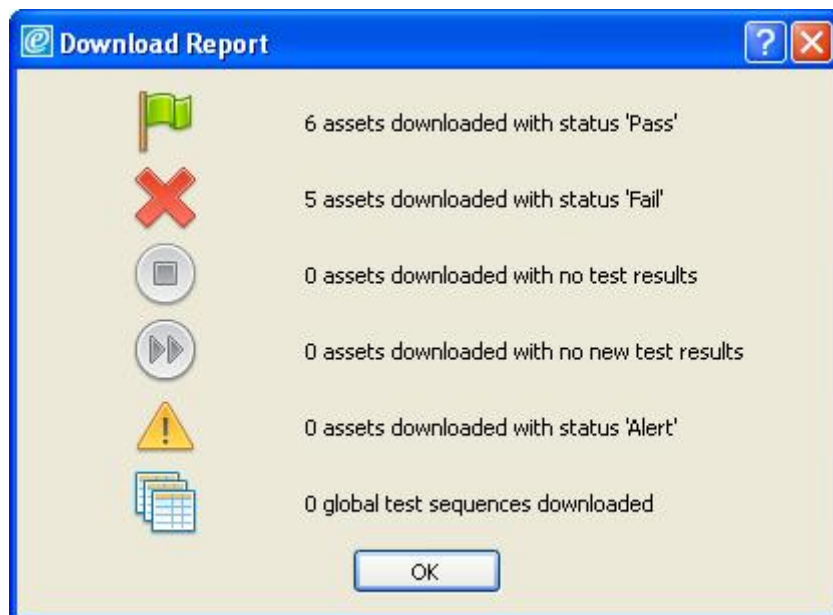 Download Report
6 assets downloaded with status 'Pass'
5 assets downloaded with status 'Fail'
0 assets downloaded with no test results
0 assets downloaded with no new test results
0 assets downloaded with status 'Alert'
0 global test sequences downloaded
OK